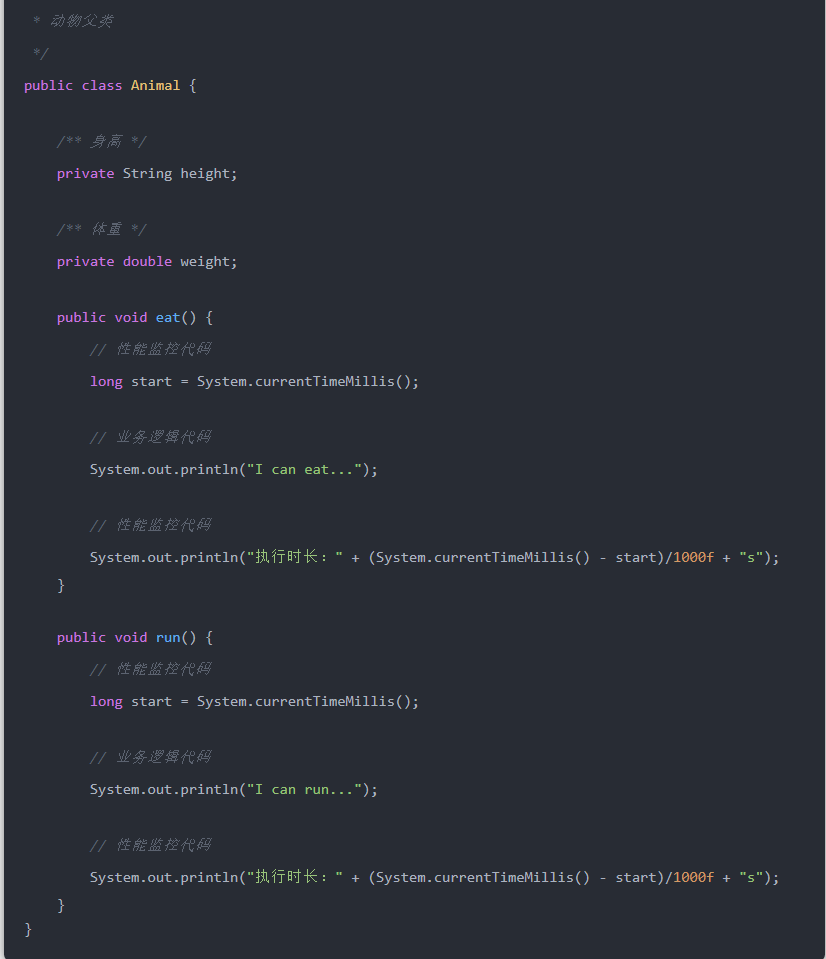 * 动物父类
*/
public class Animal {
/** 身高 */
private String height;
/** 体重 */
private double weight;
public void eat() {
// 性能监控代码
long start = System.currentTimeMillis();
// 业务逻辑代码
System.out.println("I can eat...");
// 性能监控代码
System.out.println("执行时长：" + (System.currentTimeMillis() - start)/1000f + "s");
}
public void run() {
// 性能监控代码
long start = System.currentTimeMillis();
// 业务逻辑代码
System.out.println("I can run...");
// 性能监控代码
System.out.println("执行时长：" + (System.currentTimeMillis() - start)/1000f + "s");
}
}